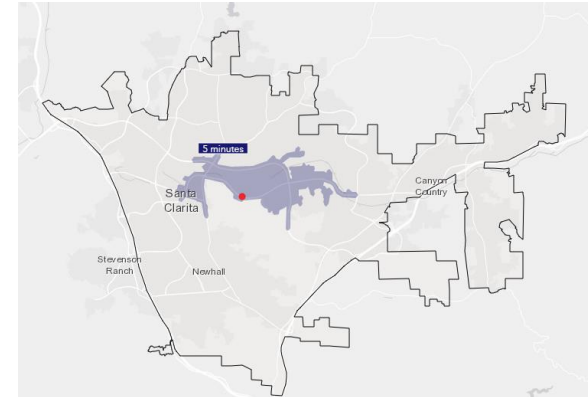 5 minutes
Santa
Clarita
Canyon
Country
Stevenson
Ranch
Newhall